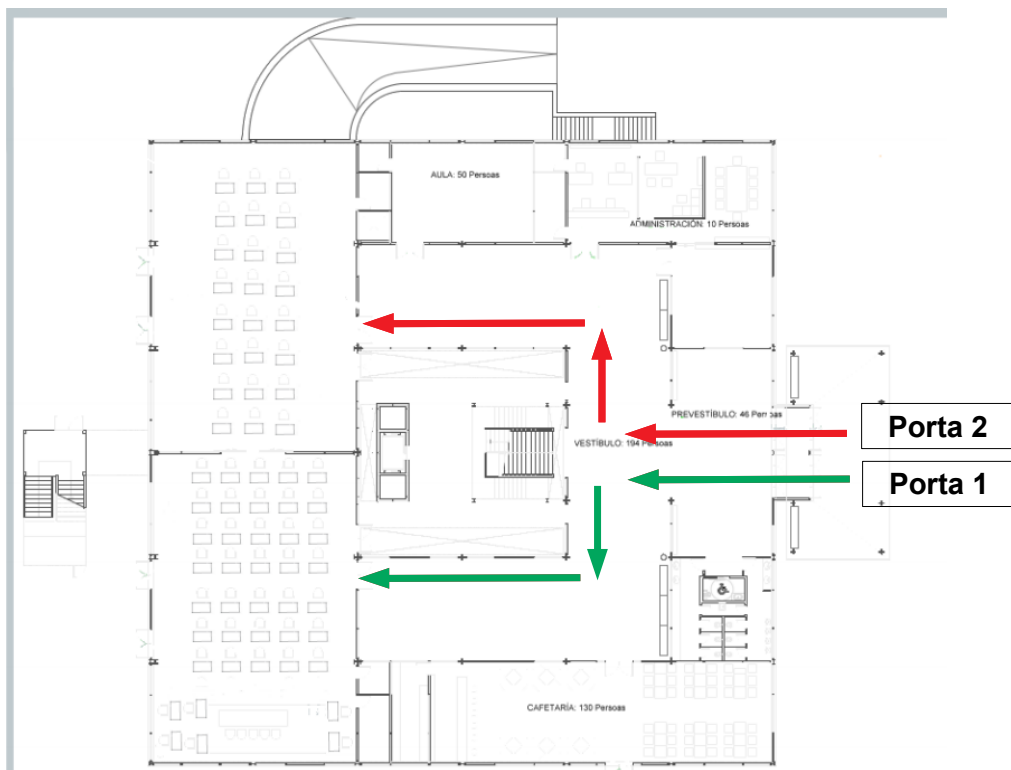 AULA: 50 Persoas
ADMINISTRACIÓN: 10 Persoas
PREVESTÍBULO: 46 Persoas
VESTÍBULO: 194 Persoas
Porta 2
Porta 1
CAFETARÍA: 130 Persoas